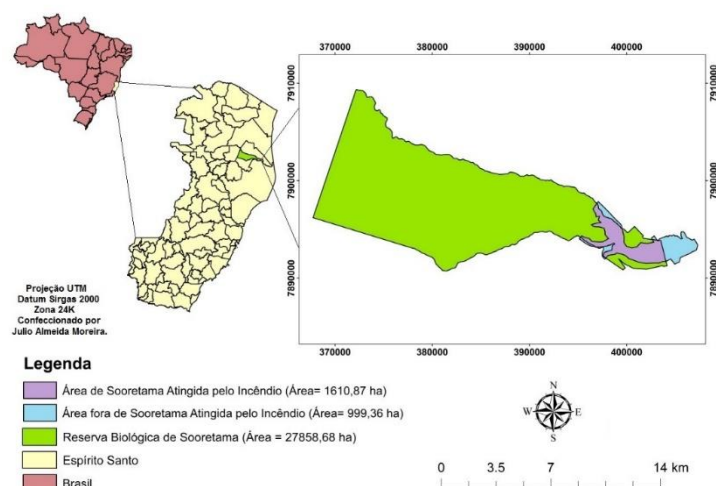 370000 380000 390000 400000
7910000 7910000
7900000 7900000
7890000 7890000
370000 380000 390000 400000
Projeção UTM
Datum Sirgas 2000
Zona 24K
Confeccionado por
Julio Almeida Moreira.
Legenda
Área de Sooretama Atingida pelo Incêndio (Área= 1610,87 ha)
Área fora de Sooretama Atingida pelo Incêndio (Área= 999,36 ha)
Reserva Biológica de Sooretama (Área = 27858,68 ha)
Espírito Santo
Brasil
N
W E
S
0 3.5 7 14 km